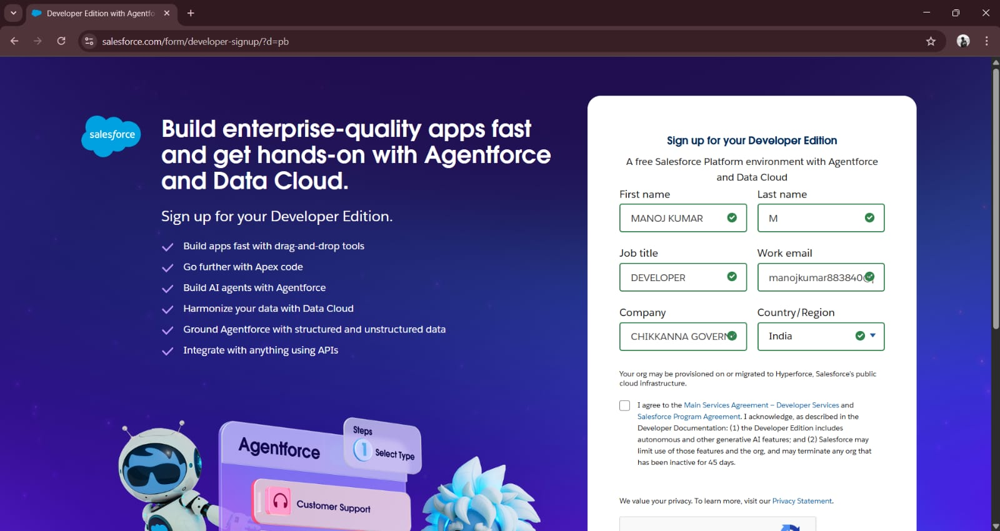 Developer Edition with Agentfo
salesforce.com/form/developer-signup/?d=pb
salesforce
Build enterprise-quality apps fast
and get hands-on with Agentforce
and Data Cloud.
Sign up for your Developer Edition.
Build apps fast with drag-and-drop tools
Go further with Apex code
Build AI agents with Agentforce
Harmonize your data with Data Cloud
Ground Agentforce with structured and unstructured data
Integrate with anything using APIs
Agentforce
Steps
1 Select Type
Customer Support
Sign up for your Developer Edition
A free Salesforce Platform environment with Agentforce
and Data Cloud
First name Last name
MANOJ KUMAR M
Job title Work email
DEVELOPER manojkumar883840@
Company Country/Region
CHIKKANNA GOVERN India
Your org may be provisioned on or migrated to Hyperforce, Salesforce's public
cloud infrastructure.
I agree to the Main Services Agreement – Developer Services and
Salesforce Program Agreement. I acknowledge, as described in the
Developer Documentation: (1) the Developer Edition includes
autonomous and other generative AI features; and (2) Salesforce may
limit use of those features and the org, and may terminate any org that
has been inactive for 45 days.
We value your privacy. To learn more, visit our Privacy Statement.